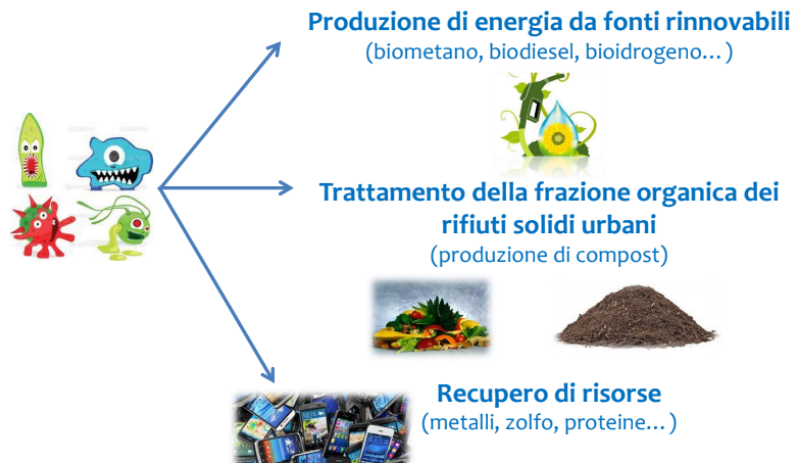 Produzione di energia da fonti rinnovabili
(biometano, biodiesel, bioidrogeno…)
Trattamento della frazione organica dei
rifiuti solidi urbani
(produzione di compost)
Recupero di risorse
(metalli, zolfo, proteine…)